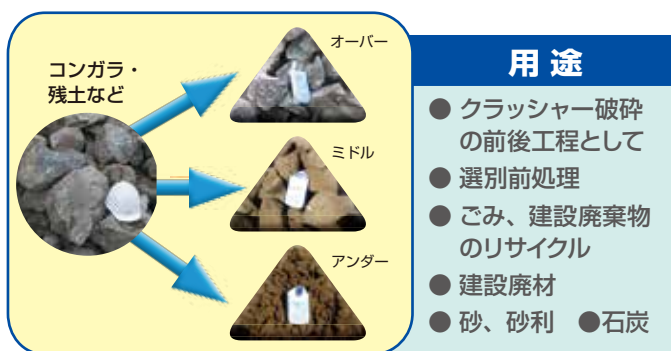 コンガラ・
残土など
オーバー
ミドル
アンダー
用途
● クラッシャー破砕
の前後工程として
● 選別前処理
● ごみ、建設廃棄物
のリサイクル
● 建設廃材
● 砂、砂利　●石炭